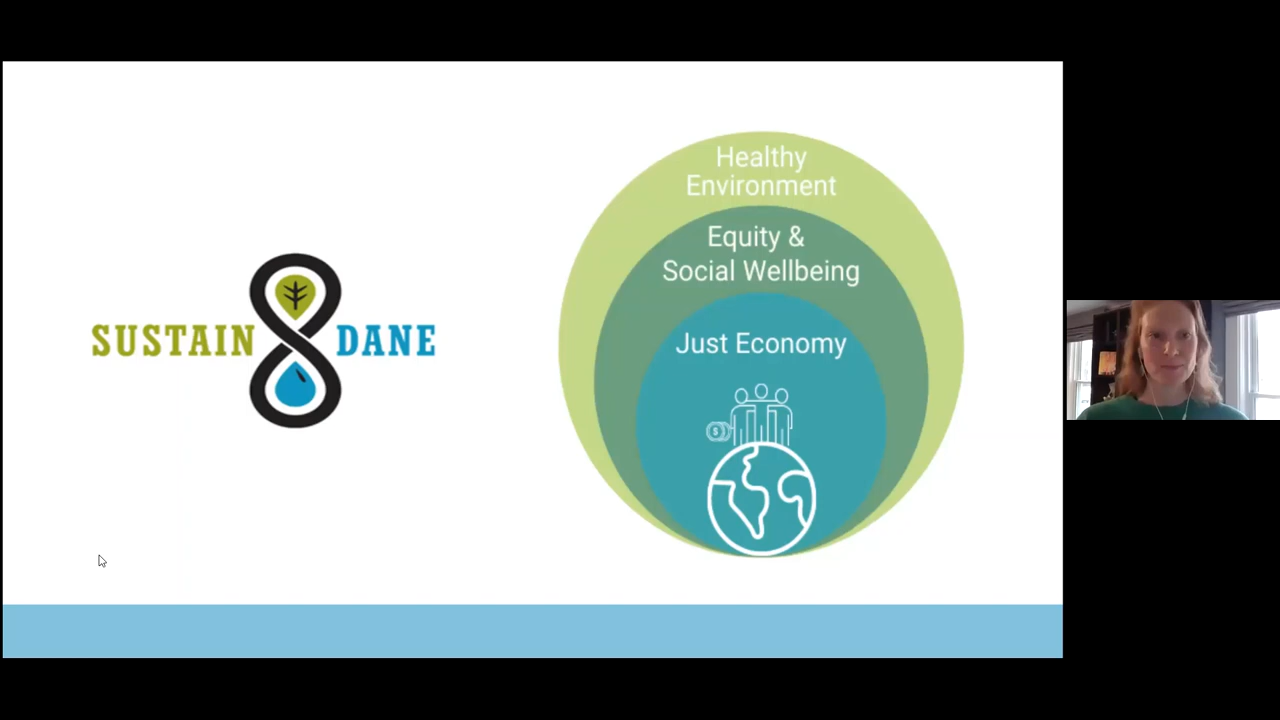 SUSTAIN DANE
Healthy
Environment
Equity &
Social Wellbeing
Just Economy
$